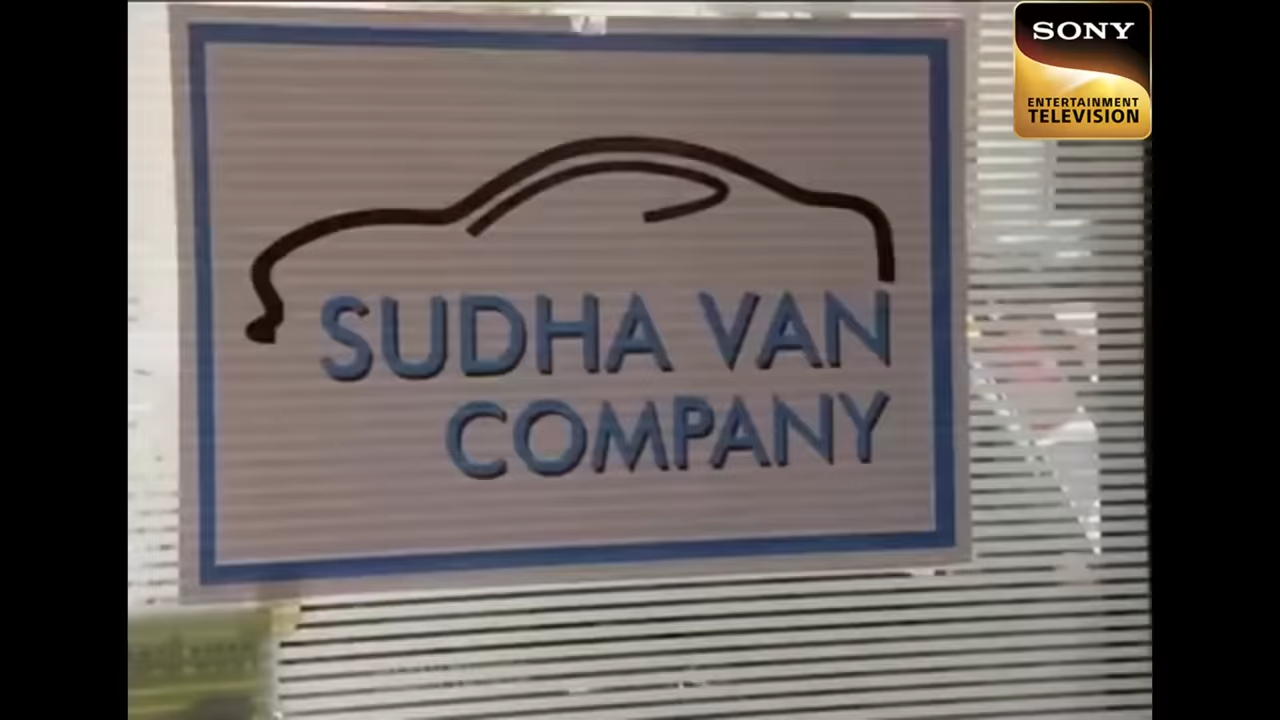 SONY
ENTERTAINMENT
TELEVISION
SUDHA VAN
COMPANY